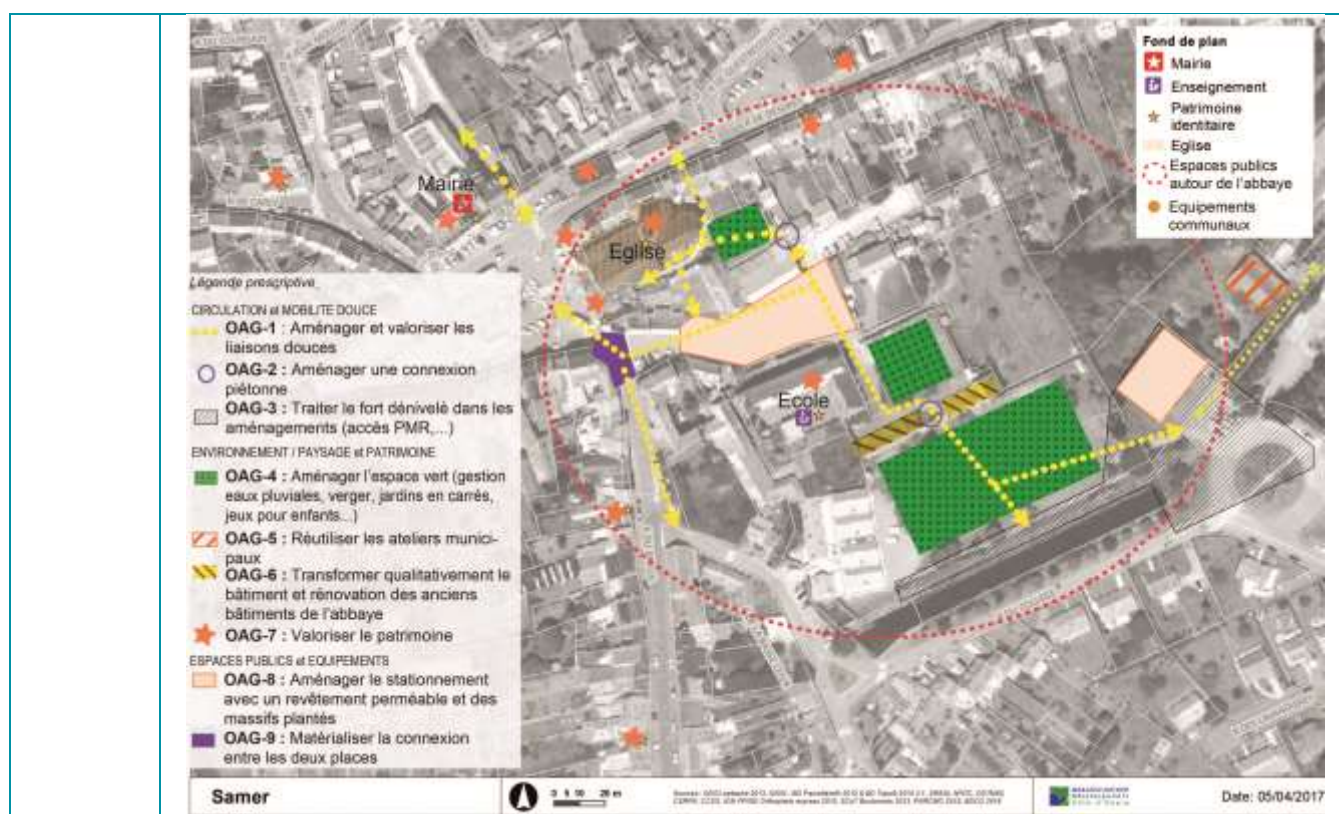 Fond de plan
Mairie
Enseignement
Patrimoine
identitaire
Eglise
Espaces publics
autour de l'abbaye
Equipements
communaux
Mairie
Eglise
Ecole
Légende prescriptive
CIRCULATION et MOBILITE DOUCE
OAG-1 : Aménager et valoriser les
liaisons douces
OAG-2 : Aménager une connexion
piétonne
OAG-3 : Traiter le fort dénivelé dans les
aménagements (accès PMR,...)
ENVIRONNEMENT / PAYSAGE et PATRIMOINE
OAG-4 : Aménager l'espace vert (gestion
eaux pluviales, verger, jardins en carrés,
jeux pour enfants...)
OAG-5 : Réutiliser les ateliers munici-
paux
OAG-6 : Transformer qualitativement le
bâtiment et rénovation des anciens
bâtiments de l'abbaye
OAG-7 : Valoriser le patrimoine
ESPACES PUBLICS et EQUIPEMENTS
OAG-8 : Aménager le stationnement
avec un revêtement perméable et des
massifs plantés
OAG-9 : Matérialiser la connexion
entre les deux places
Samer
0 5 10 20 m
Date: 05/04/2017